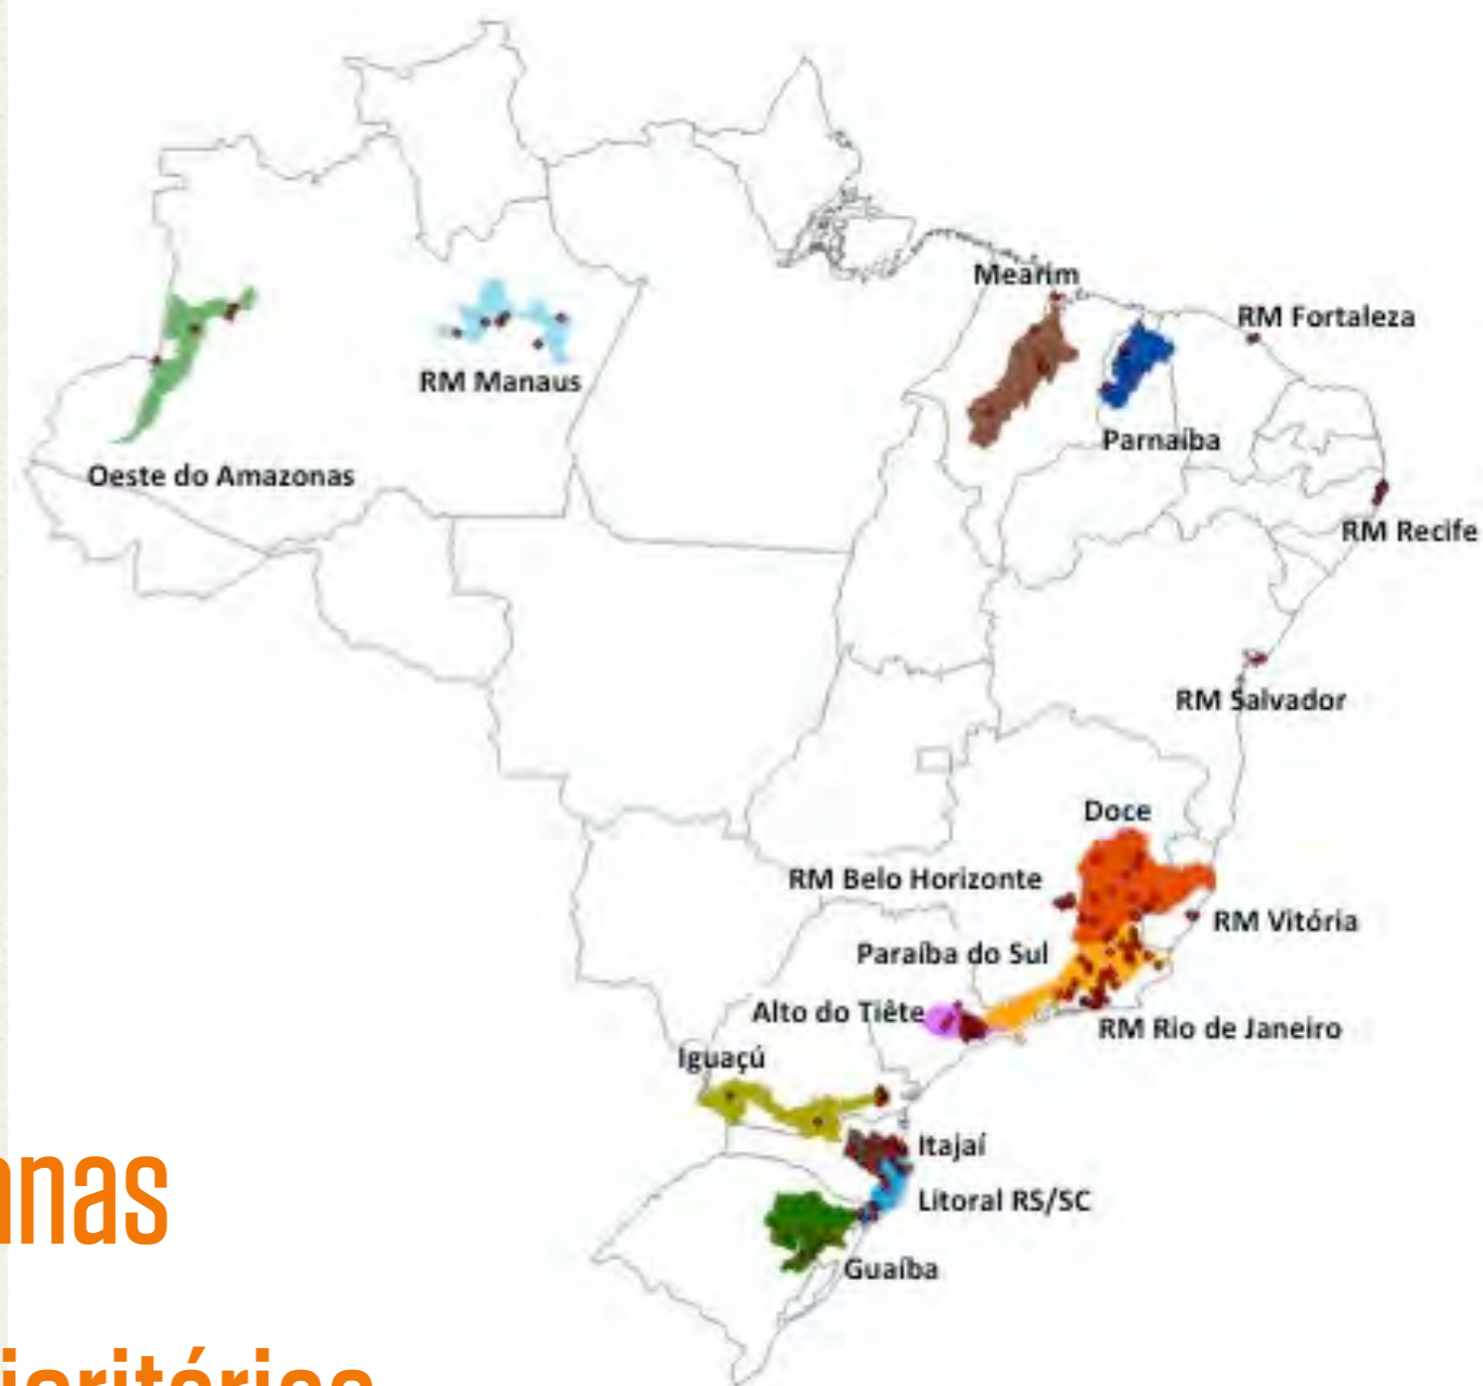 Mearim
RM Fortaleza
RM Manaus
Parnaíba
Oeste do Amazonas
RM Recife
RM Salvador
Doce
RM Belo Horizonte
RM Vitória
Paraíba do Sul
Alto do Tiête
RM Rio de Janeiro
Iguaçú
Itajaí
anas
Litoral RS/SC
Guaíba